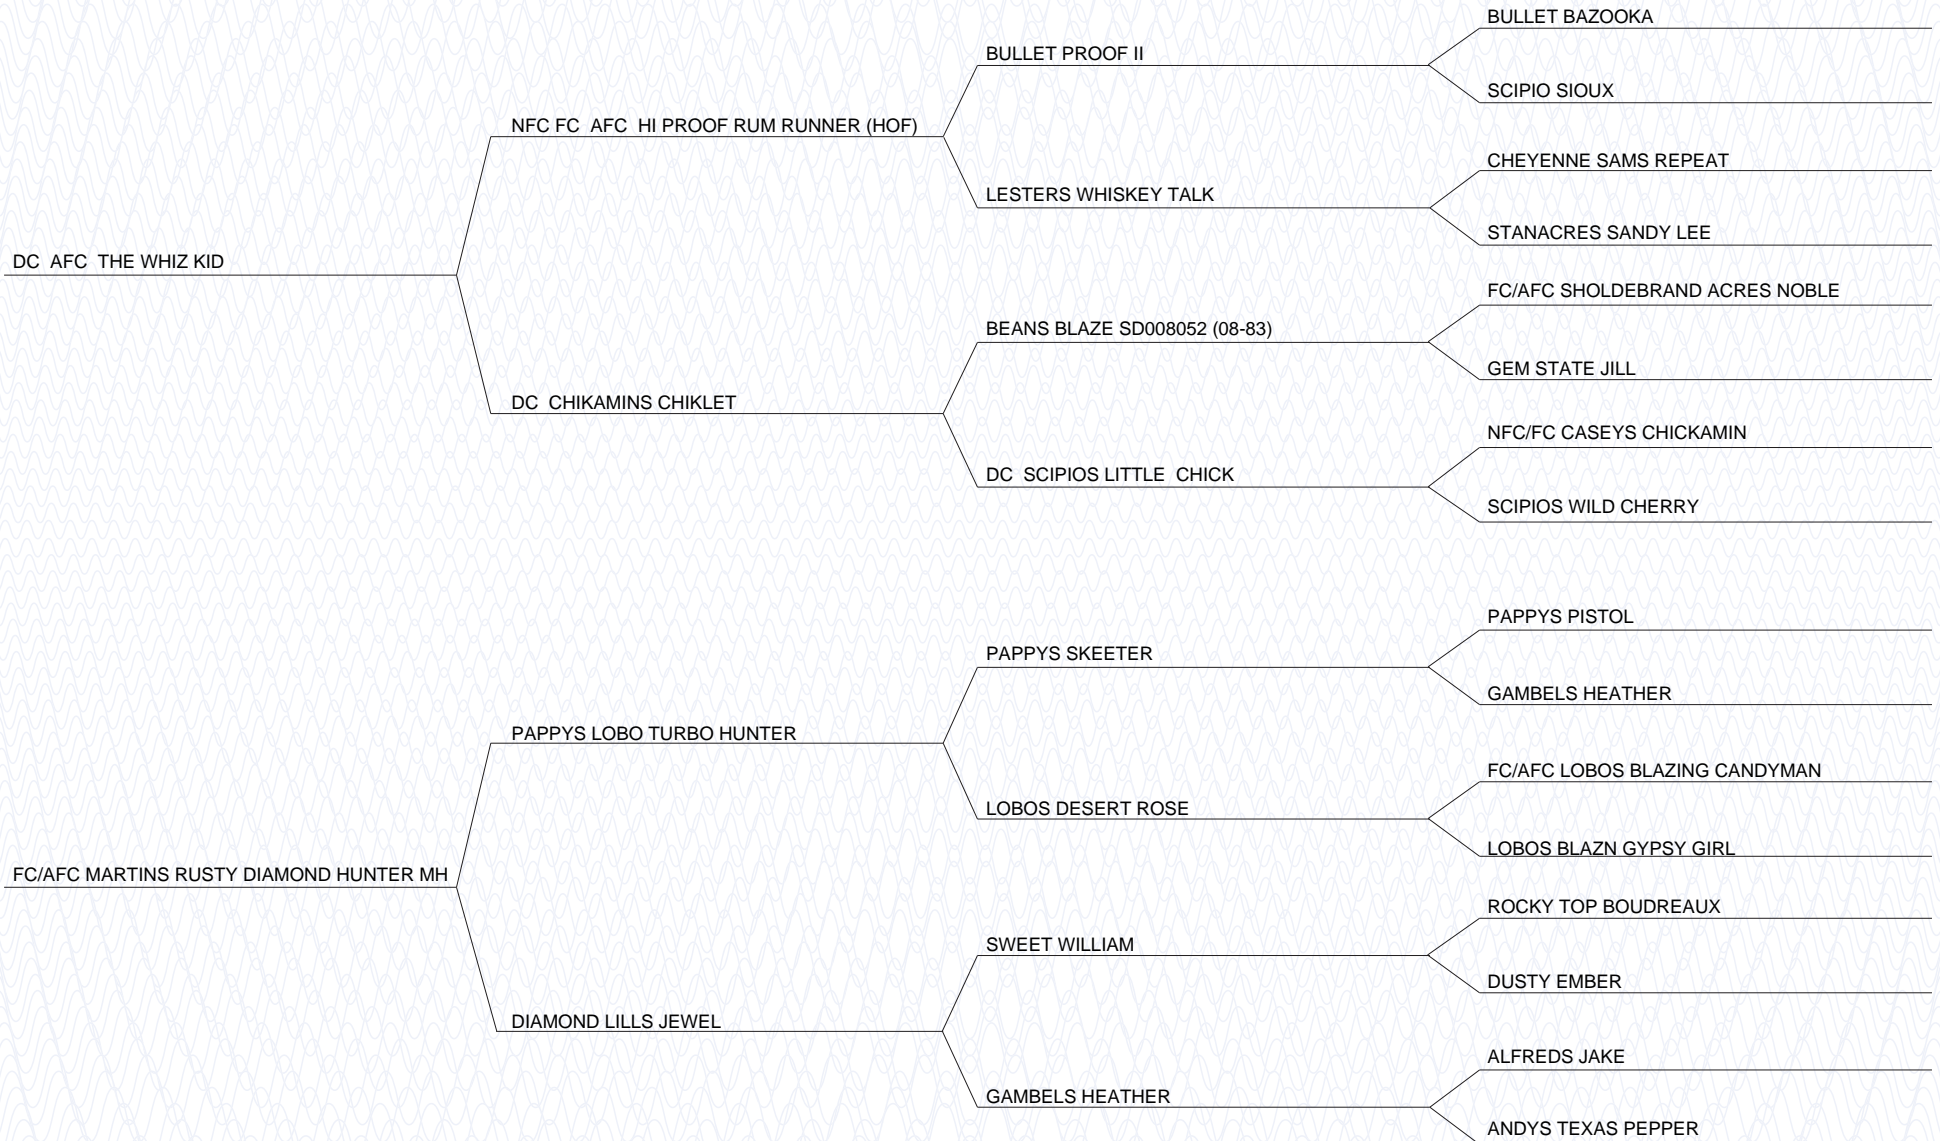 DC  AFC  THE WHIZ KID
NFC FC  AFC  HI PROOF RUM RUNNER (HOF)
BULLET PROOF II
BULLET BAZOOKA
SCIPIO SIOUX
LESTERS WHISKEY TALK
CHEYENNE SAMS REPEAT
STANACRES SANDY LEE
DC  CHIKAMINS CHIKLET
BEANS BLAZE SD008052 (08-83)
FC/AFC SHOLDEBRAND ACRES NOBLE
GEM STATE JILL
DC  SCIPIOS LITTLE  CHICK
NFC/FC CASEYS CHICKAMIN
SCIPIOS WILD CHERRY
FC/AFC MARTINS RUSTY DIAMOND HUNTER MH
PAPPYS LOBO TURBO HUNTER
PAPPYS SKEETER
PAPPYS PISTOL
GAMBELS HEATHER
LOBOS DESERT ROSE
FC/AFC LOBOS BLAZING CANDYMAN
LOBOS BLAZN GYPSY GIRL
DIAMOND LILLS JEWEL
SWEET WILLIAM
ROCKY TOP BOUDREAUX
DUSTY EMBER
GAMBELS HEATHER
ALFREDS JAKE
ANDYS TEXAS PEPPER